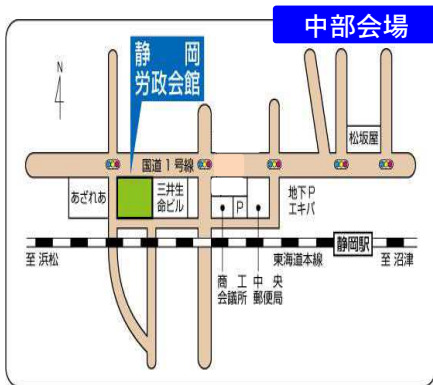 中部会場
静岡
労政会館
N
松坂屋
国道1号線
あざれあ
三井生
命ビル
P
地下P
エキパ
静岡駅
至浜松
東海道本線
至沼津
商工
会議所
中央
郵便局